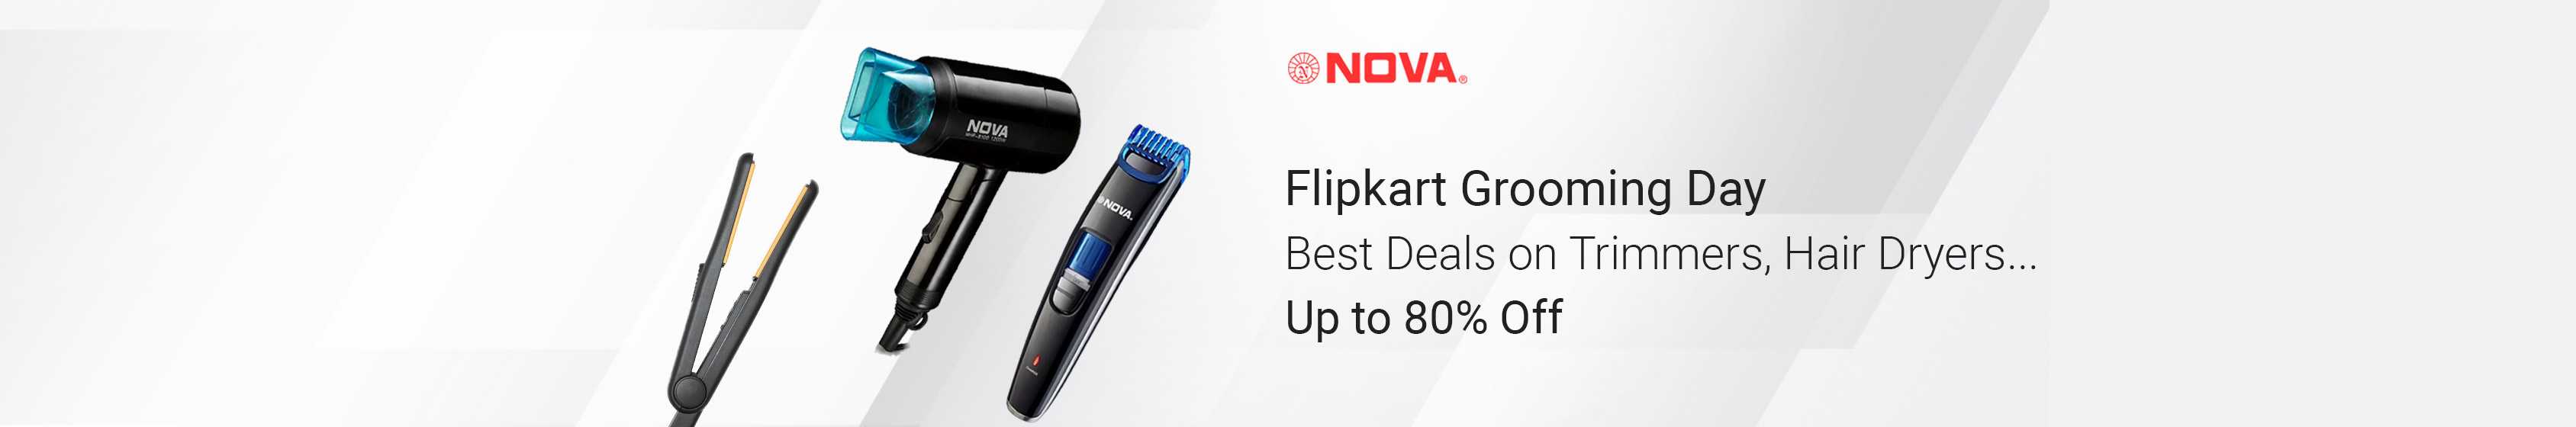 NOVA®
Flipkart Grooming Day
Best Deals on Trimmers, Hair Dryers...
Up to 80% Off
NOVA
NOVA